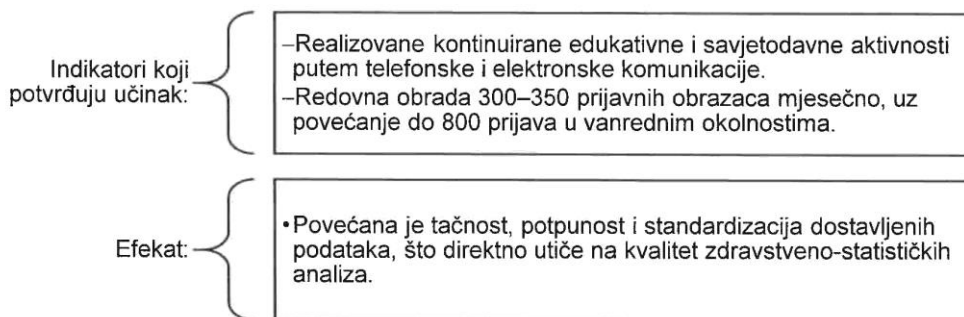 Indikatori koji
potvrđuju učinak:
–Realizovane kontinuirane edukativne i savjetodavne aktivnosti
putem telefonske i elektronske komunikacije.
–Redovna obrada 300–350 prijavnih obrazaca mjesečno, uz
povećanje do 800 prijava u vanrednim okolnostima.
Efekat:
•Povećana je tačnost, potpunost i standardizacija dostavljenih
podataka, što direktno utiče na kvalitet zdravstveno-statističkih
analiza.